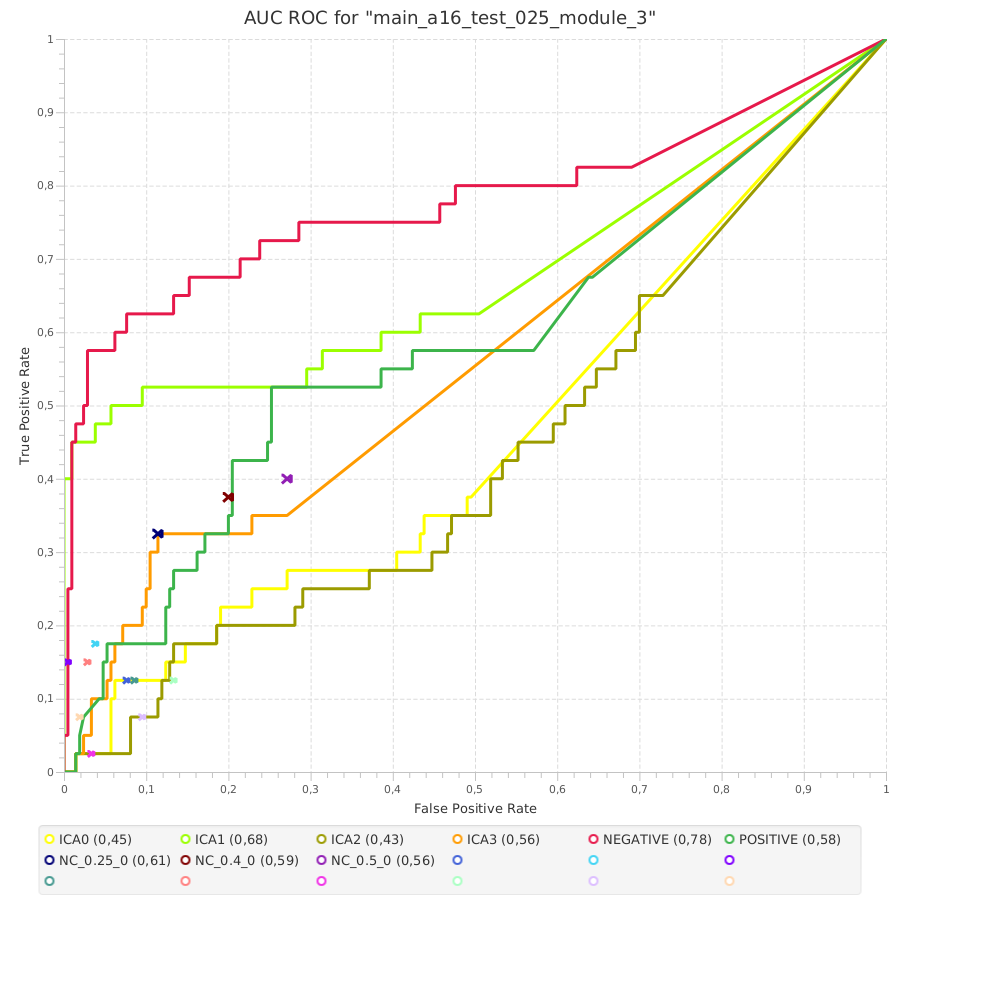 AUC ROC for "main_a16_test_025_module_3"
1
0,9
0,8
0,7
0,6
0,5
0,4
0,3
0,2
0,1
0
True Positive Rate
0 0,1 0,2 0,3 0,4 0,5 0,6 0,7 0,8 0,9 1
False Positive Rate
ICA0 (0,45) ICA1 (0,68) ICA2 (0,43) ICA3 (0,56) NEGATIVE (0,78) POSITIVE (0,58)
NC_0.25_0 (0,61) NC_0.4_0 (0,59) NC_0.5_0 (0,56)